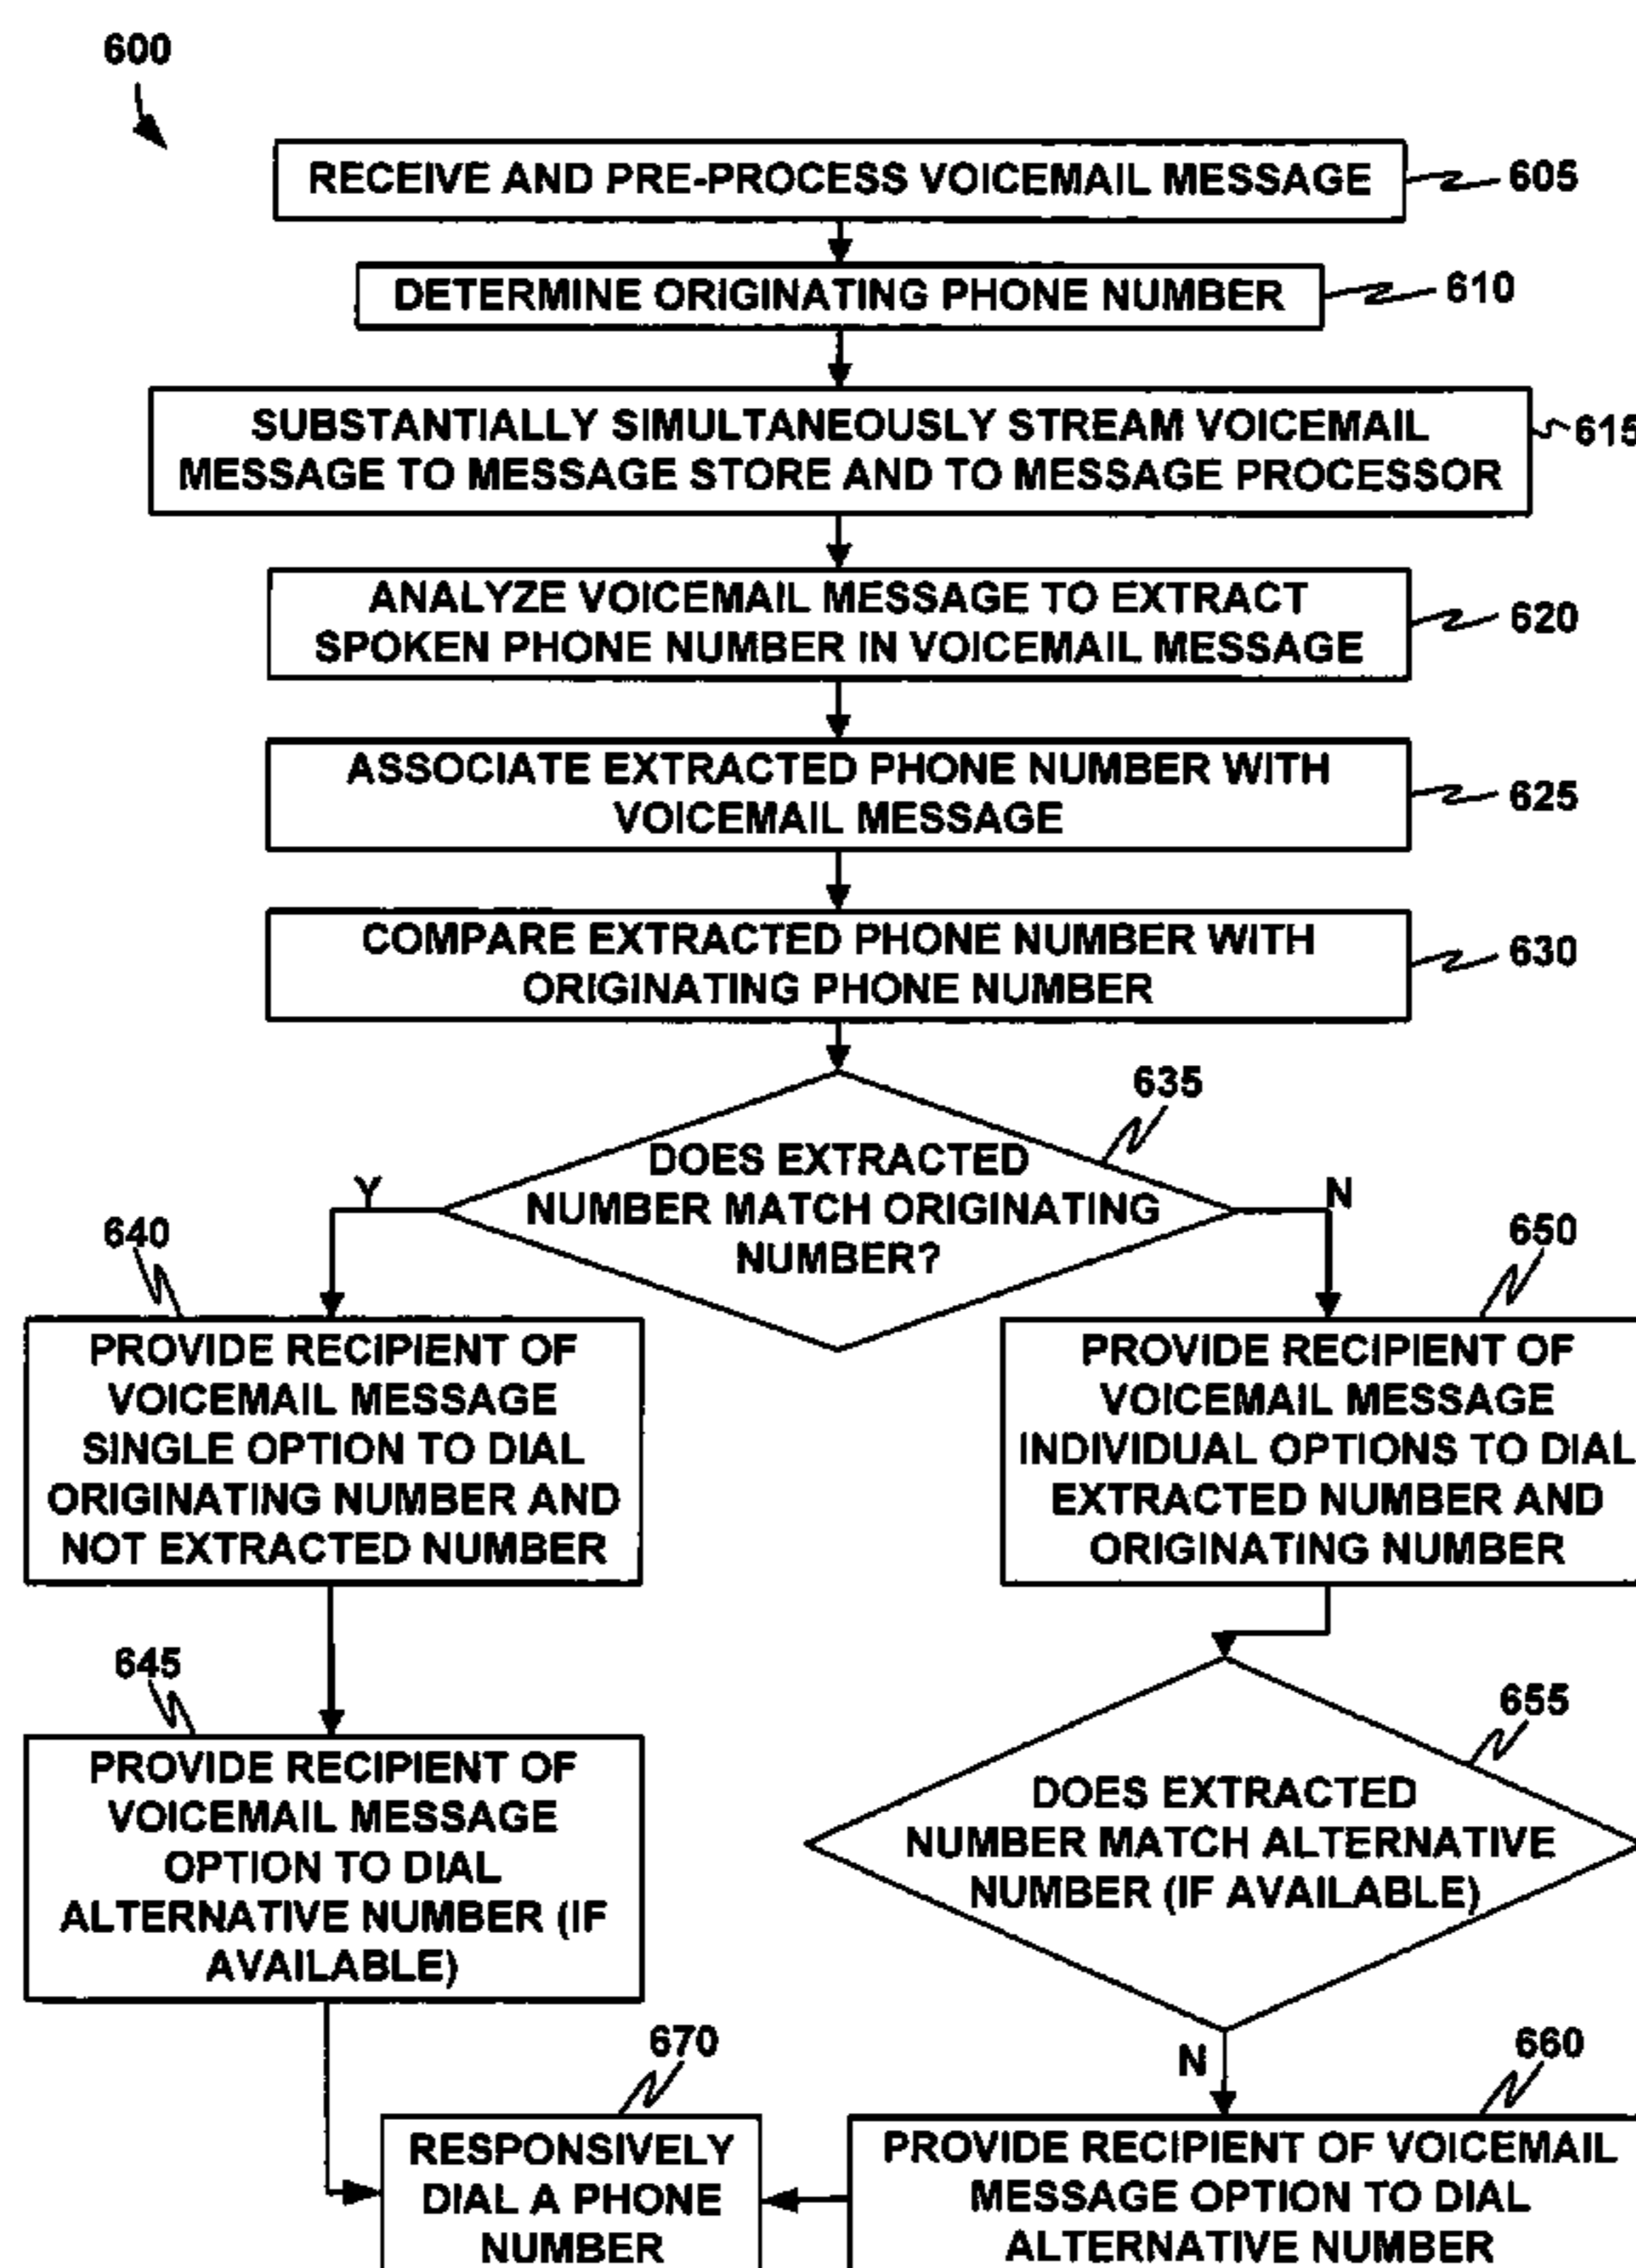 600
RECEIVE AND PRE-PROCESS VOICEMAIL MESSAGE
605
DETERMINE ORIGINATING PHONE NUMBER
610
SUBSTANTIALLY SIMULTANEOUSLY STREAM VOICEMAIL
MESSAGE TO MESSAGE STORE AND TO MESSAGE PROCESSOR
615
ANALYZE VOICEMAIL MESSAGE TO EXTRACT
SPOKEN PHONE NUMBER IN VOICEMAIL MESSAGE
620
ASSOCIATE EXTRACTED PHONE NUMBER WITH
VOICEMAIL MESSAGE
625
COMPARE EXTRACTED PHONE NUMBER WITH
ORIGINATING PHONE NUMBER
630
635
DOES EXTRACTED
NUMBER MATCH ORIGINATING
NUMBER?
Y
N
640
PROVIDE RECIPIENT OF
VOICEMAIL MESSAGE
SINGLE OPTION TO DIAL
ORIGINATING NUMBER AND
NOT EXTRACTED NUMBER
650
PROVIDE RECIPIENT OF
VOICEMAIL MESSAGE
INDIVIDUAL OPTIONS TO DIAL
EXTRACTED NUMBER AND
ORIGINATING NUMBER
645
PROVIDE RECIPIENT OF
VOICEMAIL MESSAGE
OPTION TO DIAL
ALTERNATIVE NUMBER (IF
AVAILABLE)
655
DOES EXTRACTED
NUMBER MATCH ALTERNATIVE
NUMBER (IF AVAILABLE)
N
670
RESPONSIVELY
DIAL A PHONE
NUMBER
660
PROVIDE RECIPIENT OF VOICEMAIL
MESSAGE OPTION TO DIAL
ALTERNATIVE NUMBER